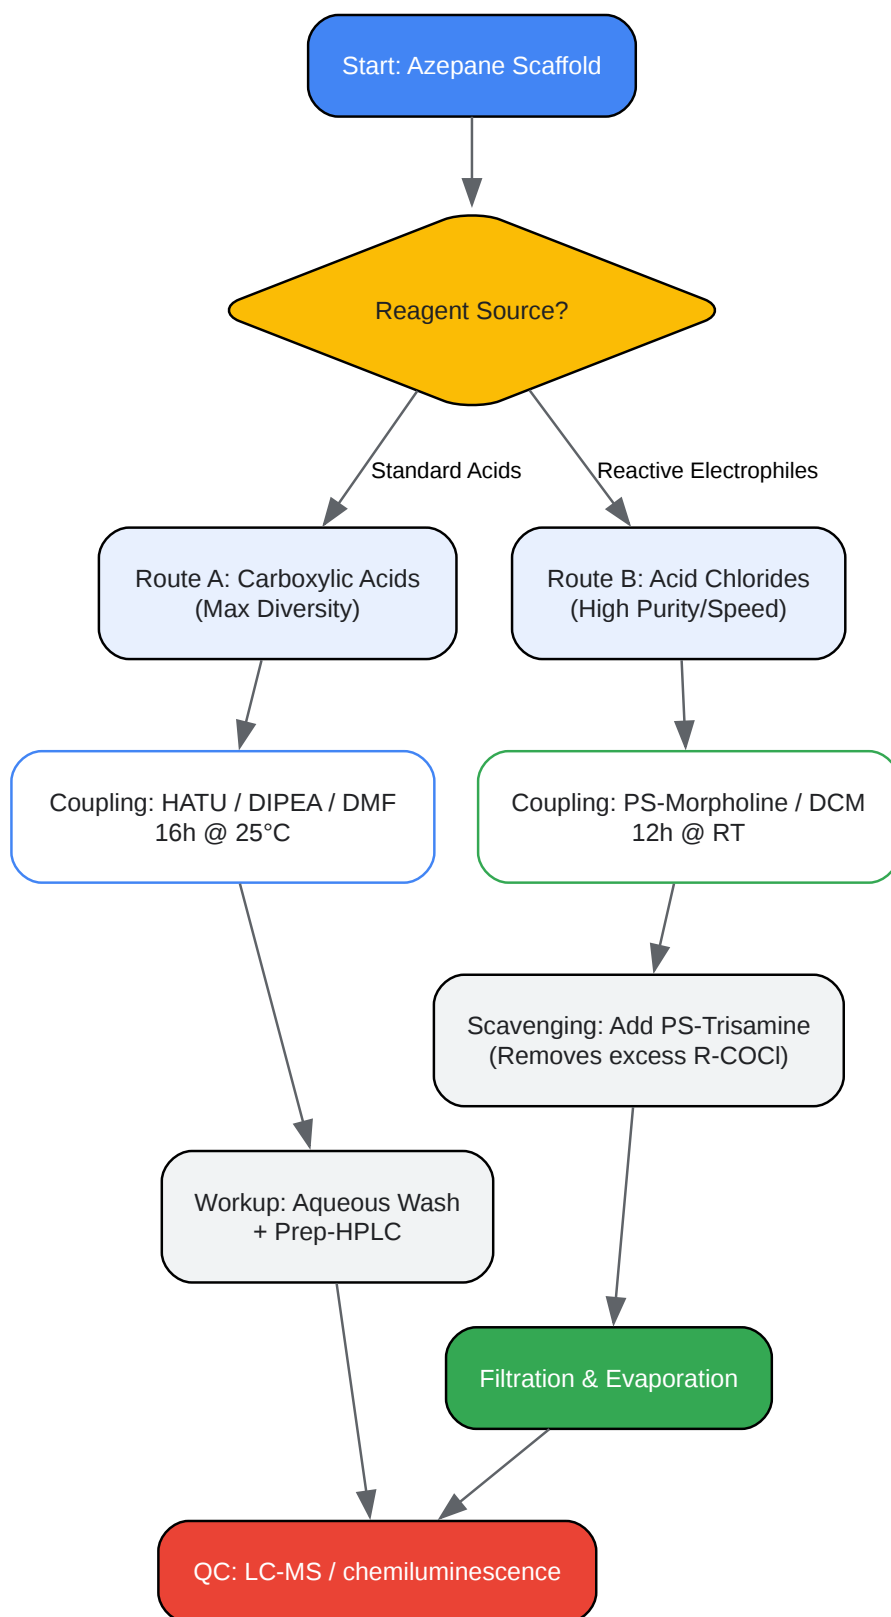 Start: Azepane Scaffold
Reagent Source?
Standard Acids
Reactive Electrophiles
Route A: Carboxylic Acids
(Max Diversity)
Route B: Acid Chlorides
(High Purity/Speed)
Coupling: HATU / DIPEA / DMF
16h @ 25°C
Coupling: PS-Morpholine / DCM
12h @ RT
Scavenging: Add PS-Trisamine
(Removes excess R-COCl)
Workup: Aqueous Wash
+ Prep-HPLC
Filtration & Evaporation
QC: LC-MS / chemiluminescence